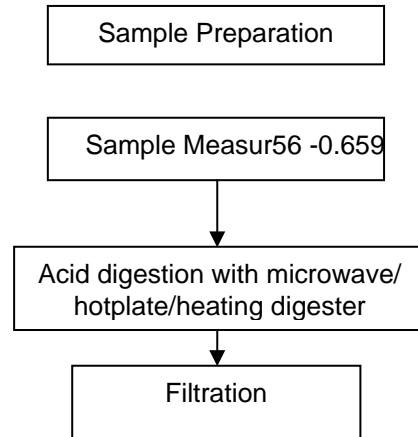 Sample Preparation
Sample Measur56 -0.659
Acid digestion with microwave/
hotplate/heating digester
Filtration